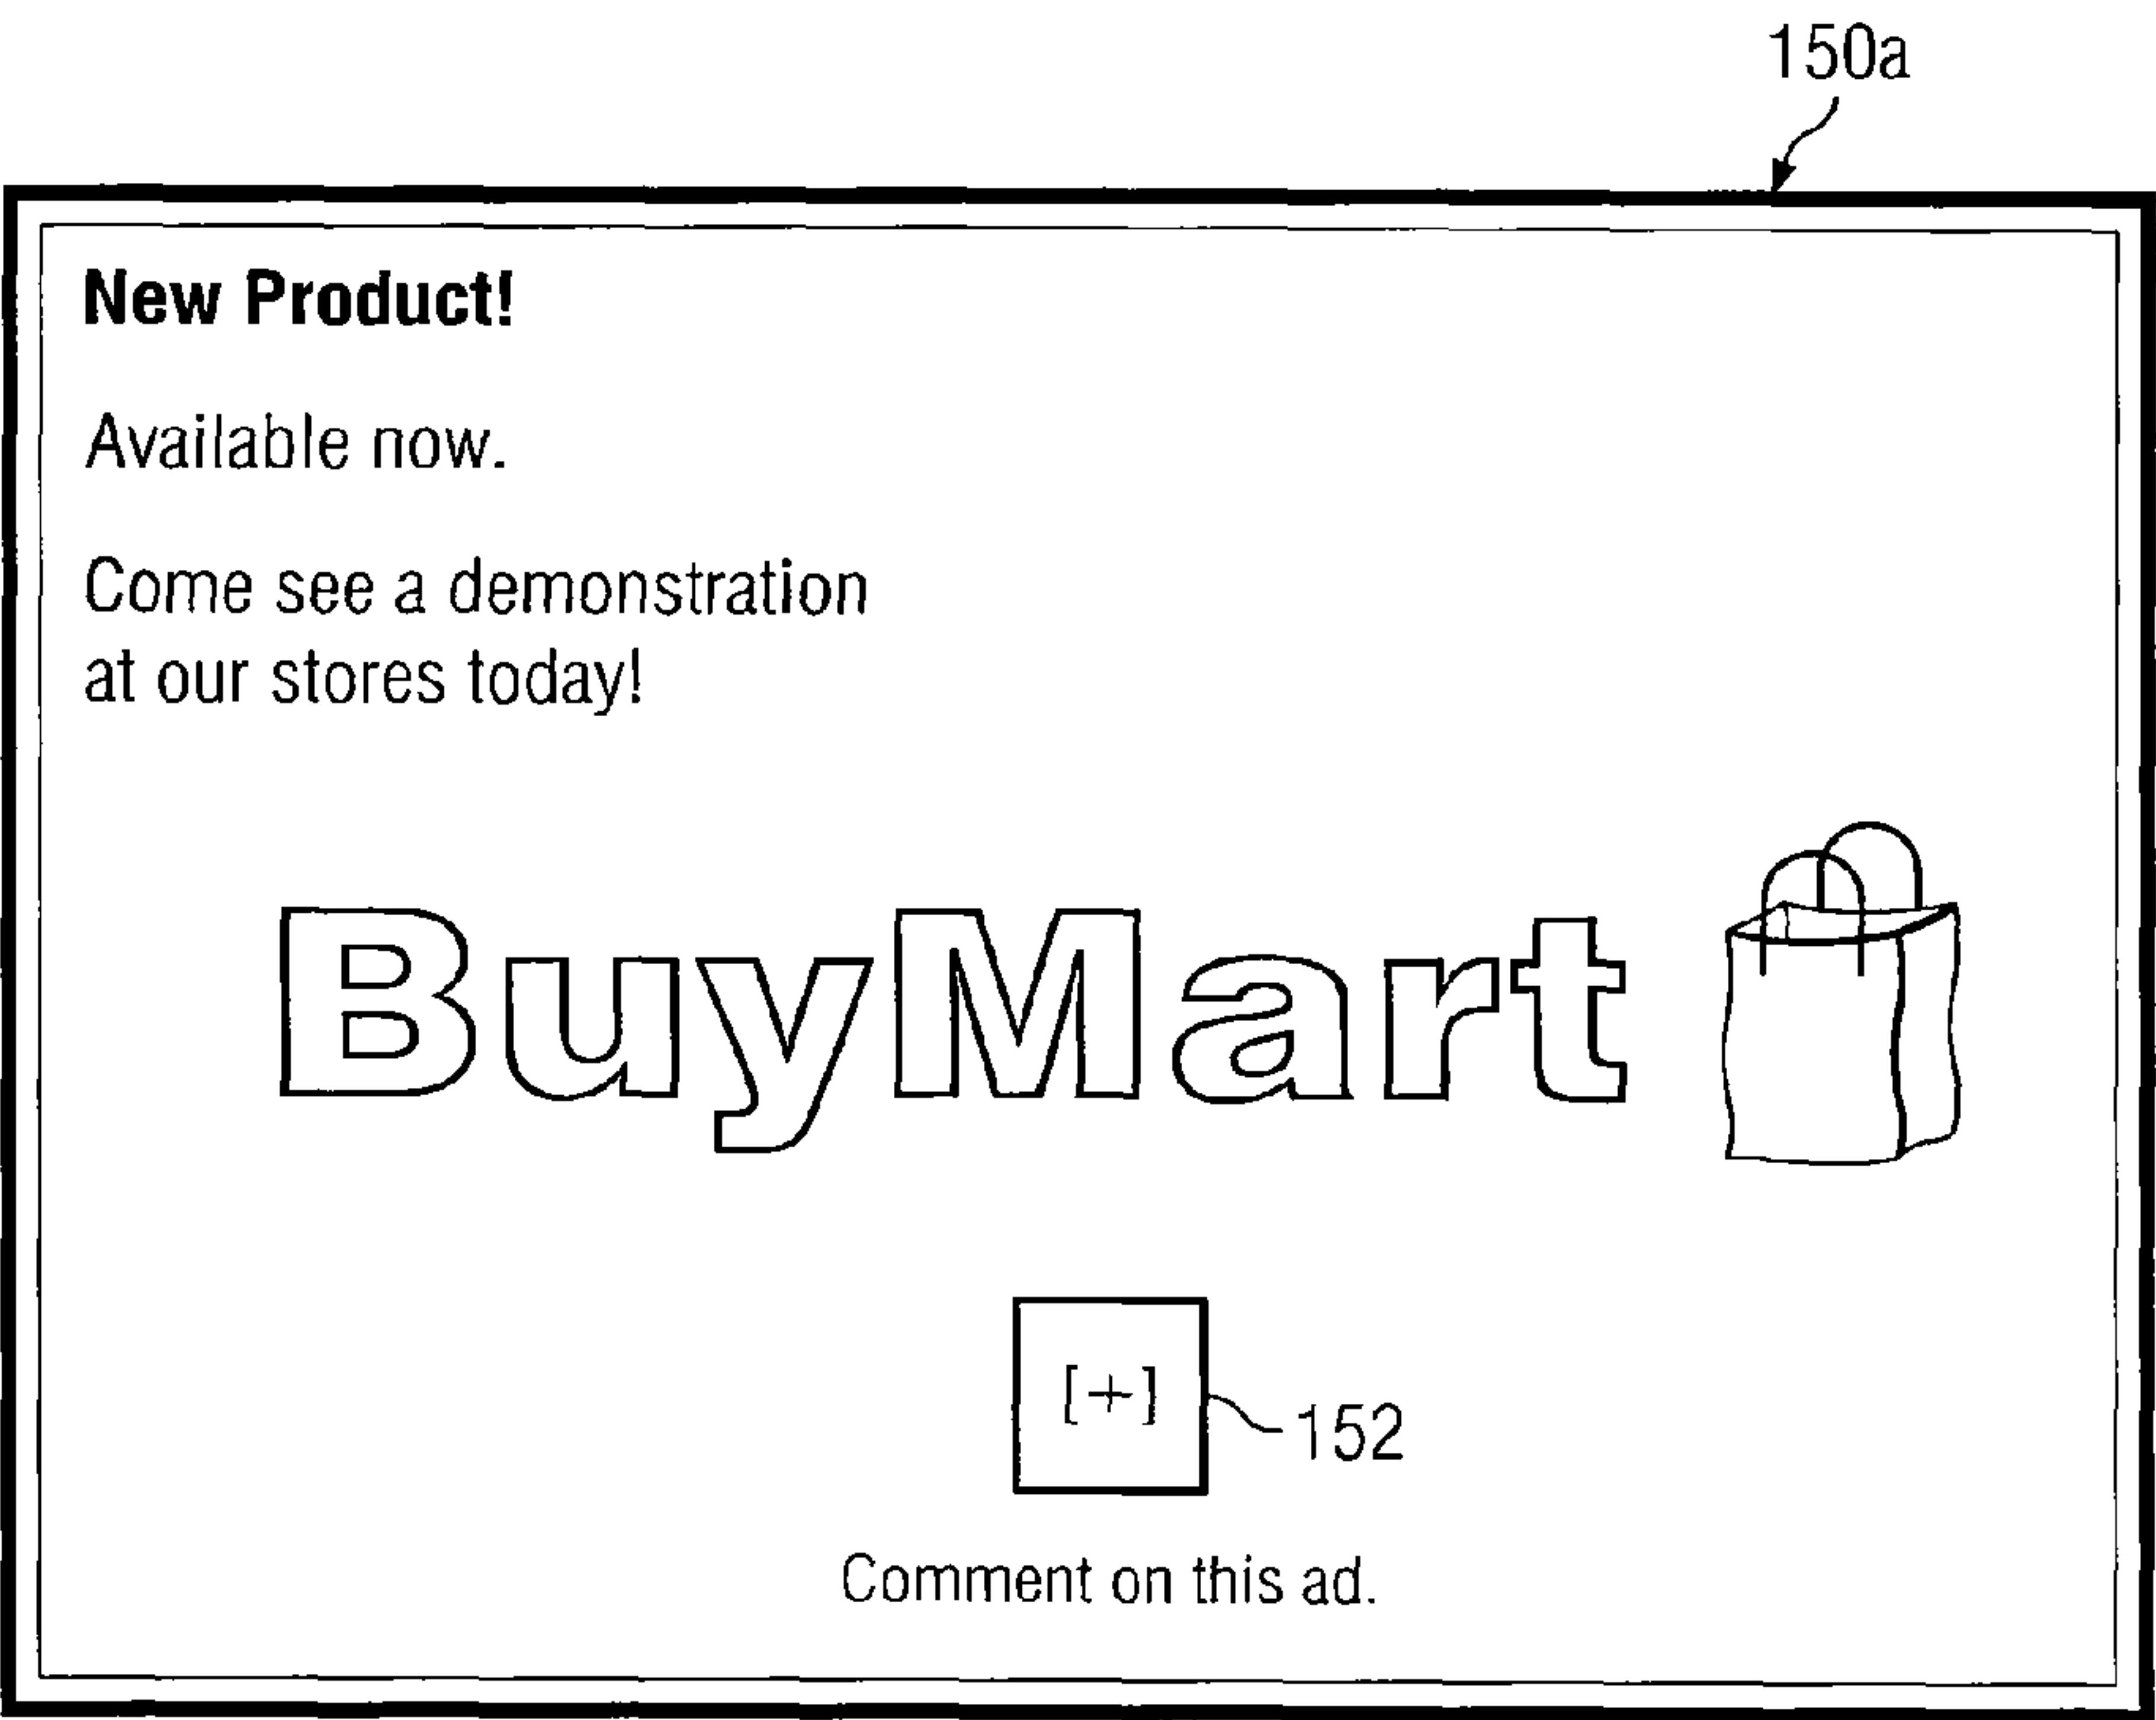 150a
New Product!
Available now.
Come see a demonstration
at our stores today!
BuyMart
[+]
152
Comment on this ad.